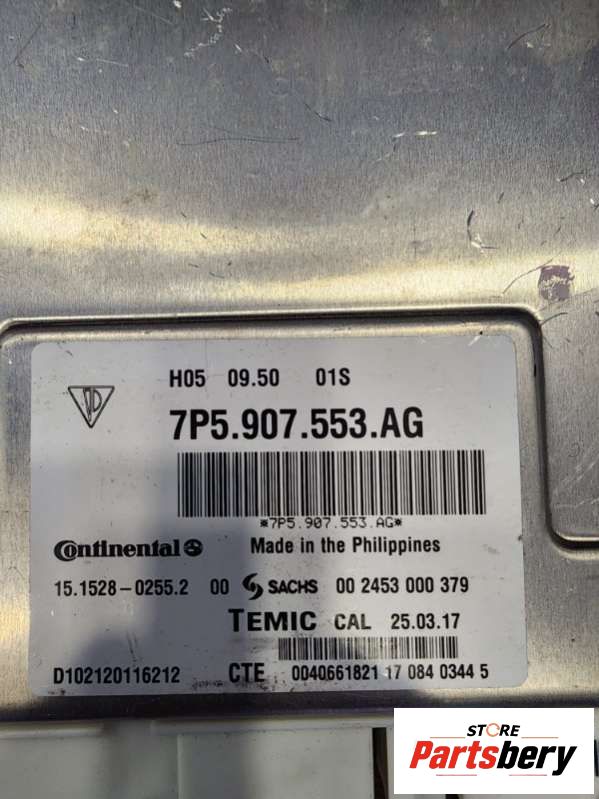 H05 09.50 01S
7P5.907.553.AG
*7P5.907.553.AG*
Continental Made in the Philippines
15.1528-0255.2 00 SACHS 00 2453 000 379
TEMIC CAL 25.03.17
D102120116212 CTE 0040661821 17 084 0344 5
STORE
Partsbery